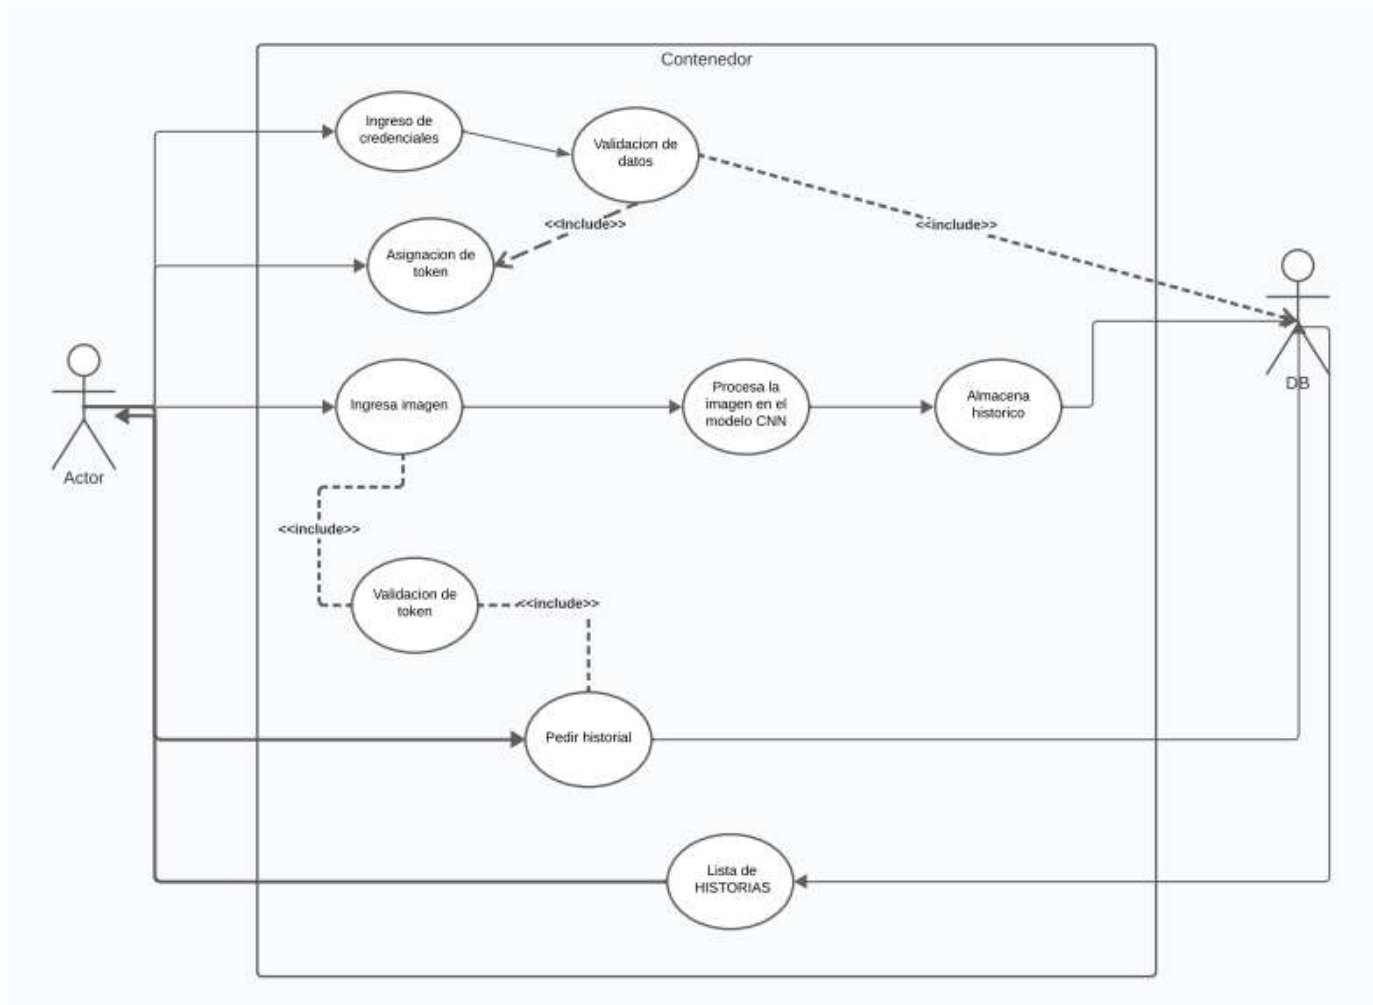 Contenedor
Ingreso de
credenciales
Validacion de
datos
<<Include>>
<<include>>
Asignacion de
token
Ingresa imagen
Procesa la
imagen en el
modelo CNN
Almacena
historico
DB
Actor
<<include>>
Validacion de
token
<<include>>
Pedir historial
Lista de
HISTORIAS